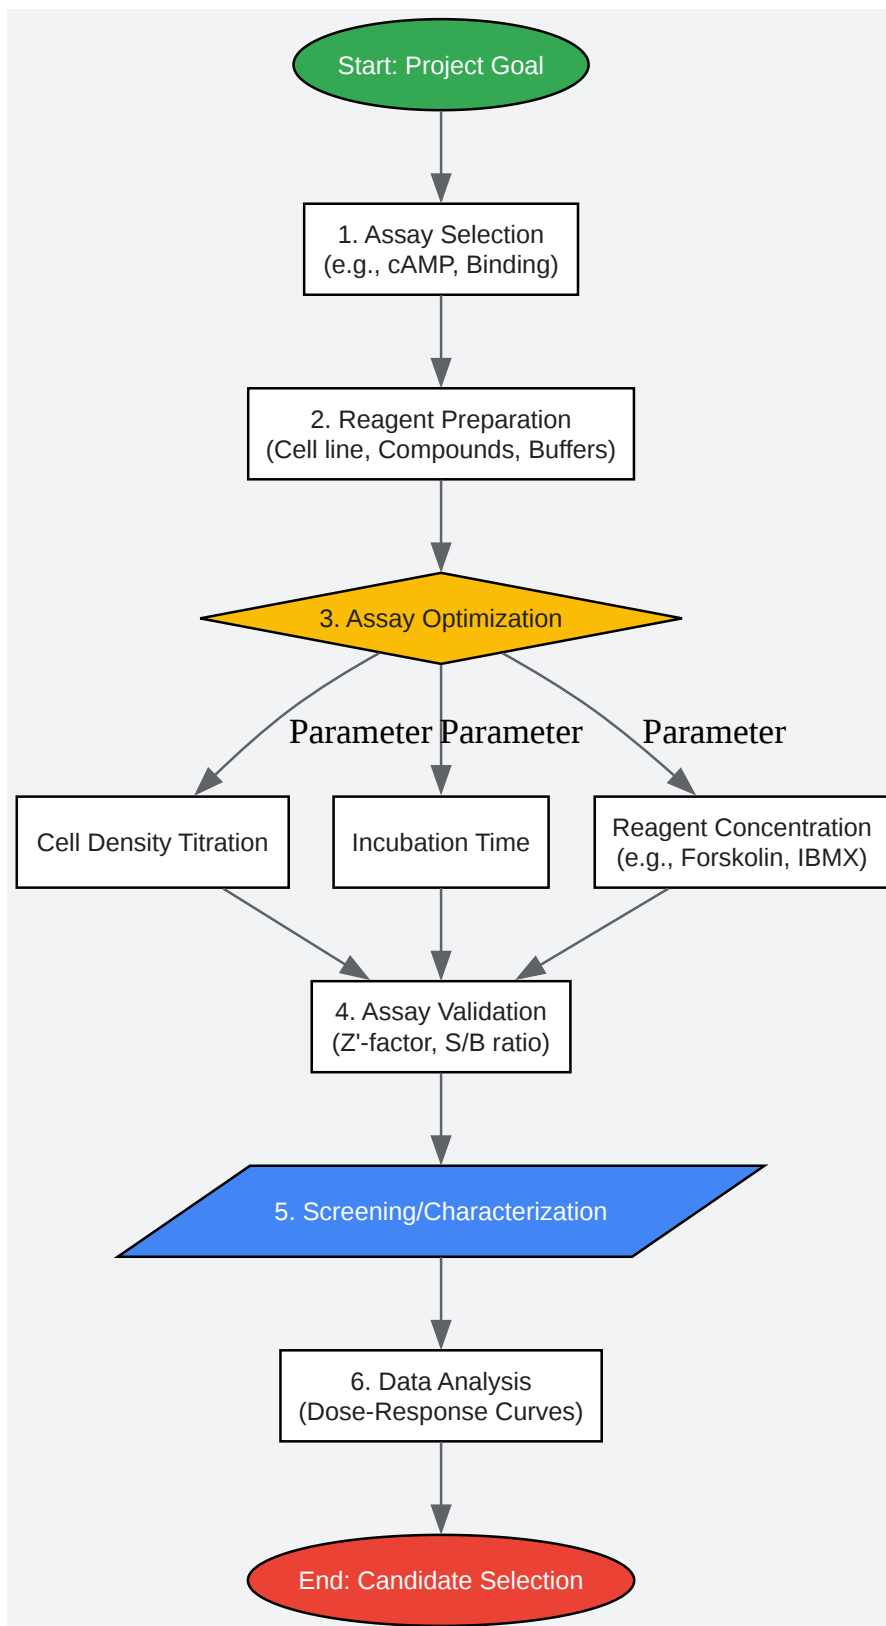 Start: Project Goal
1. Assay Selection
(e.g., cAMP, Binding)
2. Reagent Preparation
(Cell line, Compounds, Buffers)
3. Assay Optimization
Parameter
Parameter
Parameter
Cell Density Titration
Incubation Time
Reagent Concentration
(e.g., Forskolin, IBMX)
4. Assay Validation
(Z'-factor, S/B ratio)
5. Screening/Characterization
6. Data Analysis
(Dose-Response Curves)
End: Candidate Selection